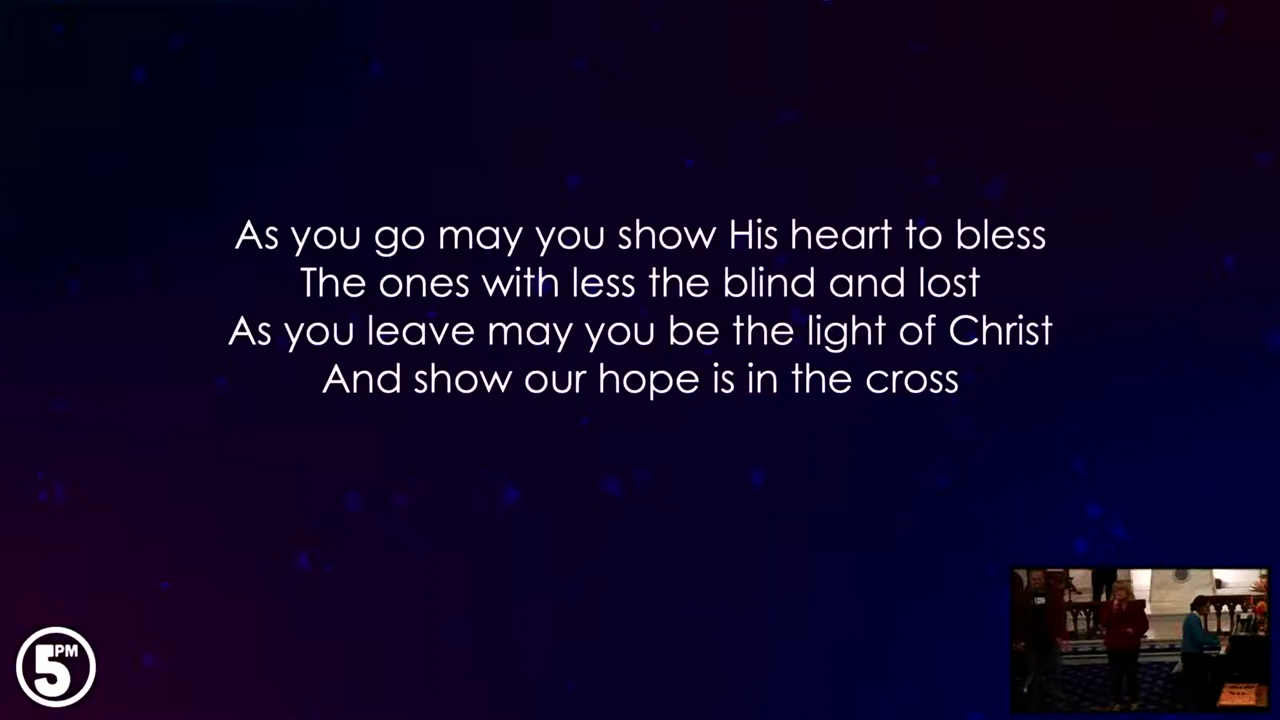 As you go may you show His heart to bless
The ones with less the blind and lost
As you leave may you be the light of Christ
And show our hope is in the cross
5PM